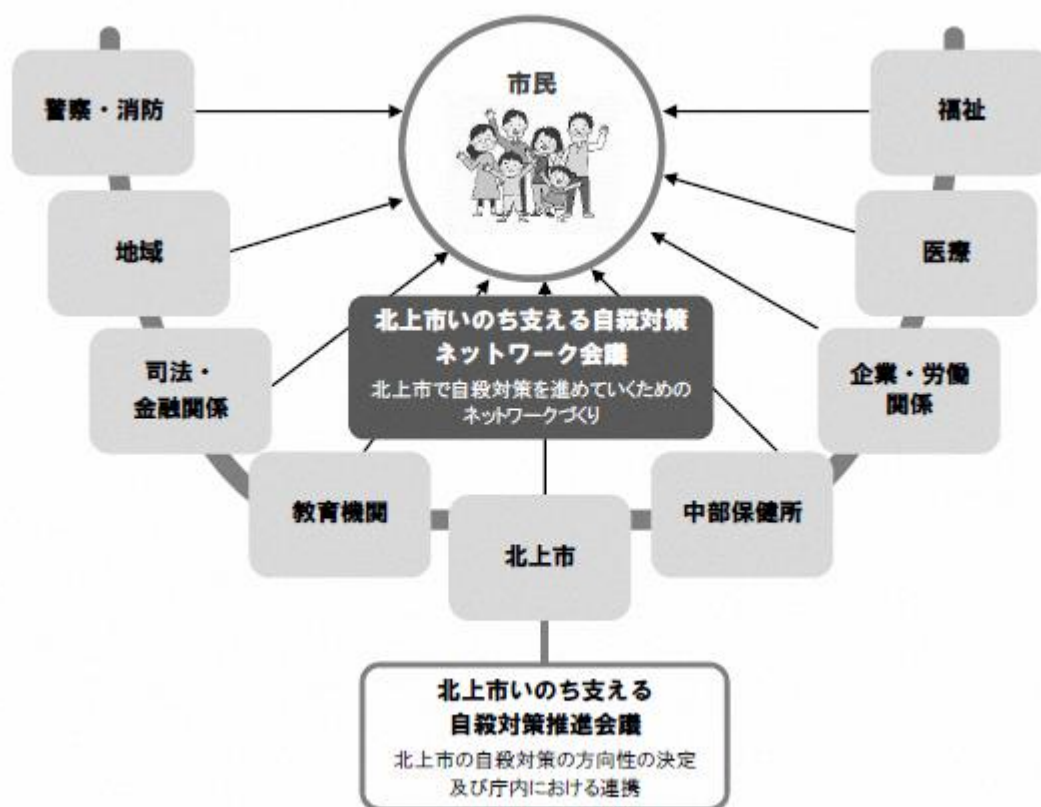 市民
警察・消防
福祉
地域
医療
北上市いのち支える自殺対策
ネットワーク会議
北上市で自殺対策を進めていくための
ネットワークづくり
司法・
金融関係
企業・労働
関係
教育機関
中部保健所
北上市
北上市いのち支える
自殺対策推進会議
北上市の自殺対策の方向性の決定
及び庁内における連携